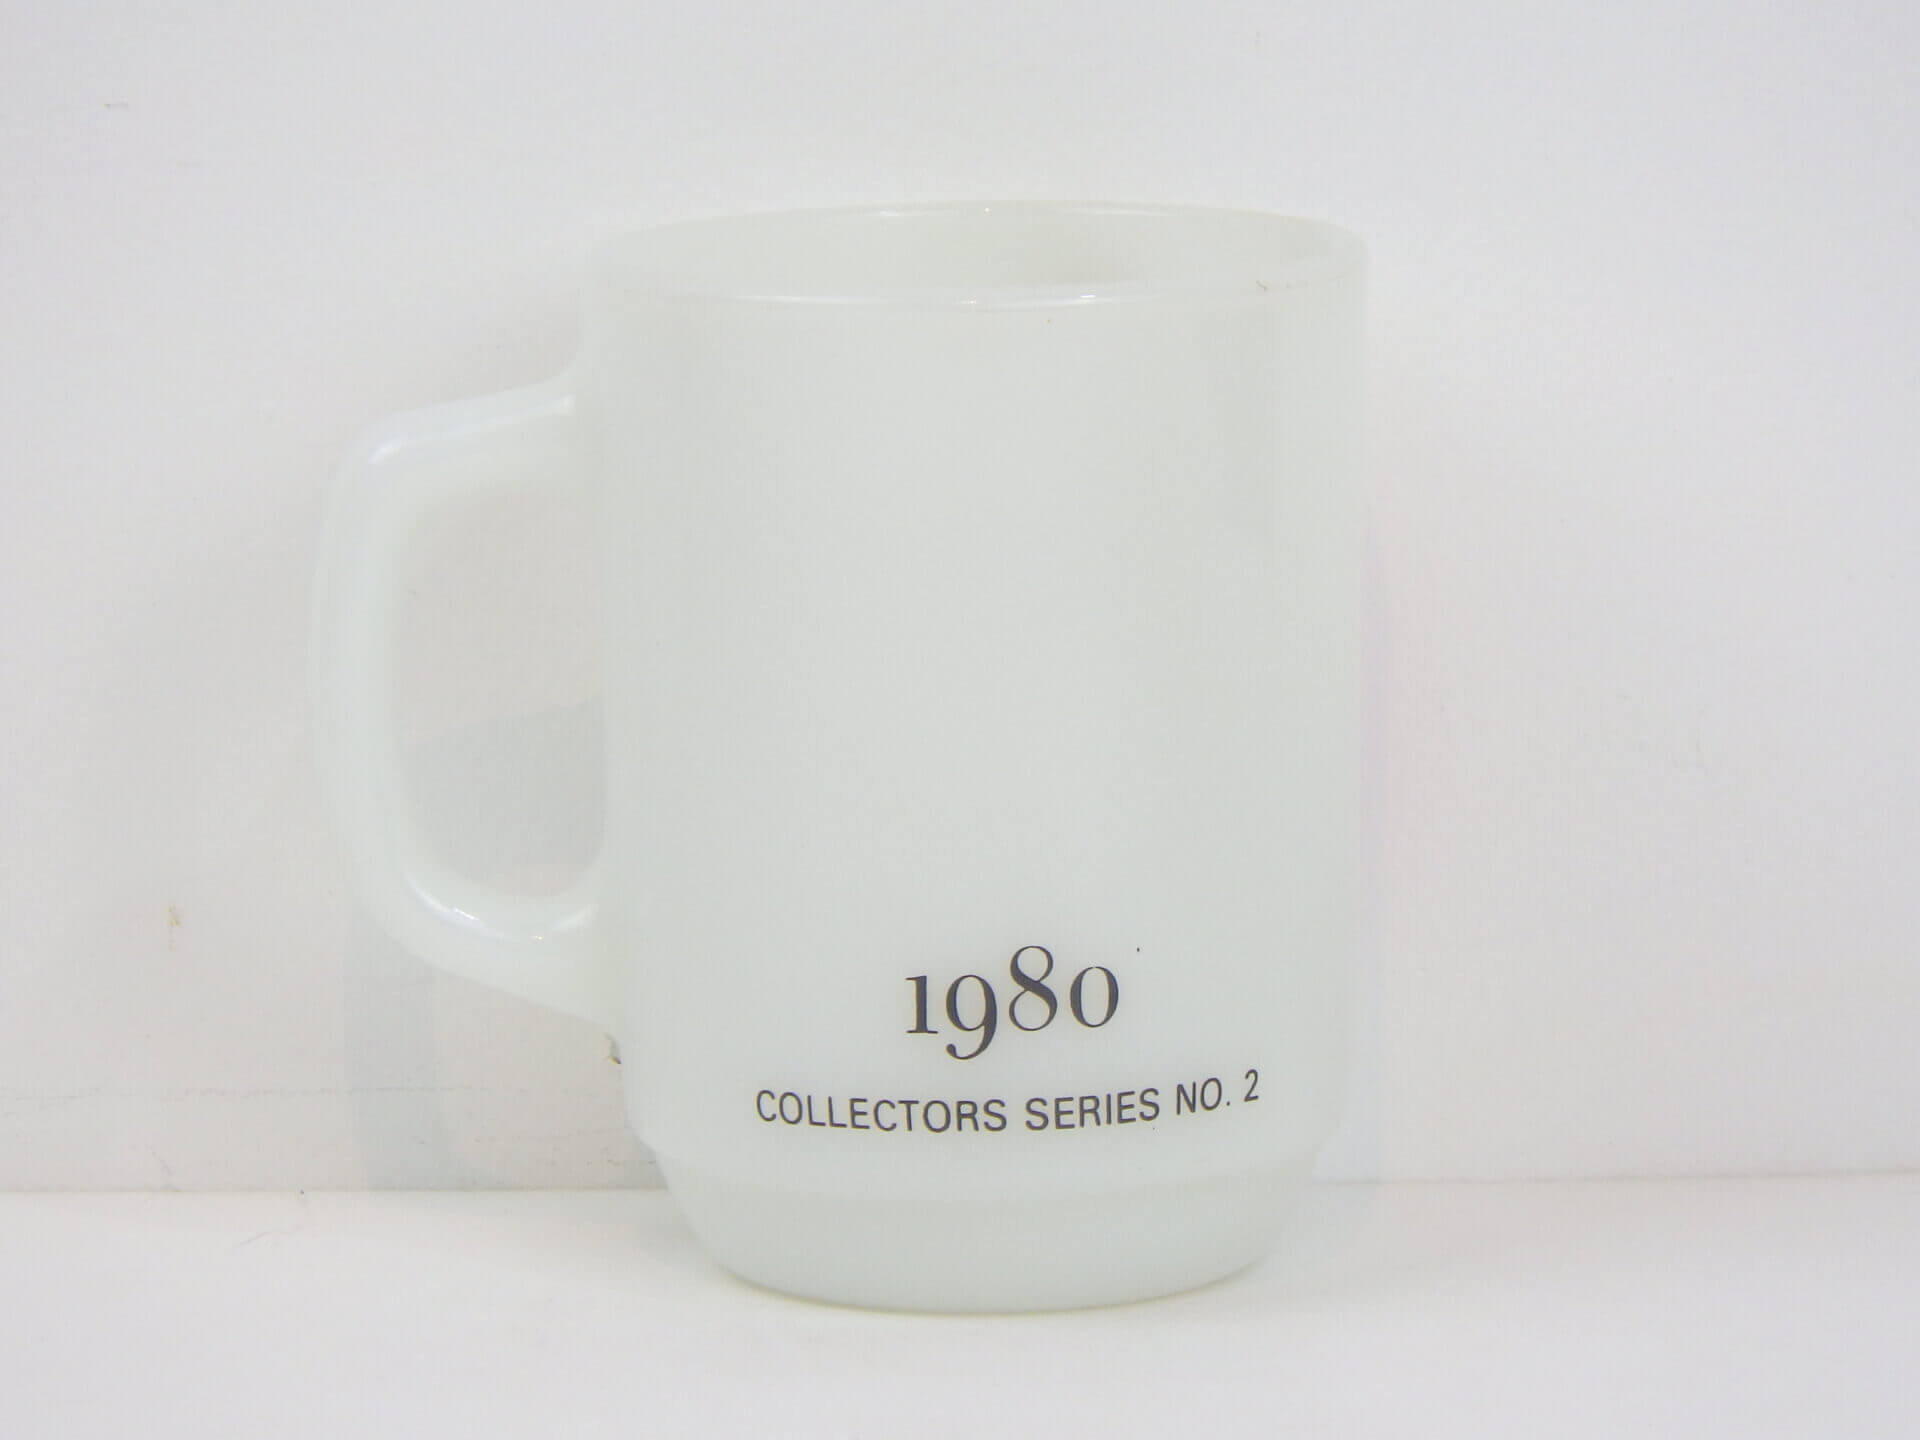 1980
COLLECTORS SERIES NO. 2